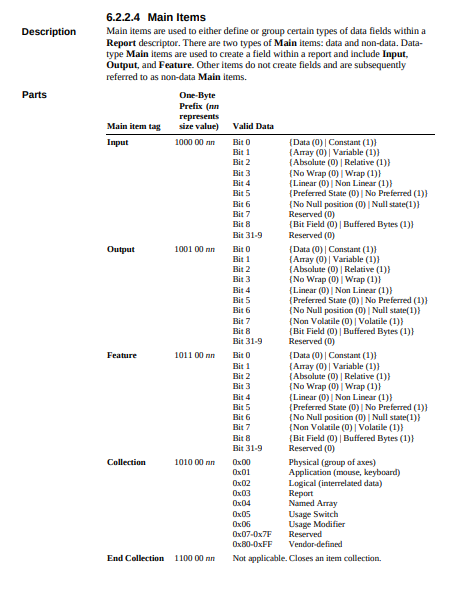 6.2.2.4 Main Items
Description Main items are used to either define or group certain types of data fields within a
Report descriptor. There are two types of Main items: data and non-data. Data-
type Main items are used to create a field within a report and include Input,
Output, and Feature. Other items do not create fields and are subsequently
referred to as non-data Main items.
Parts One-Byte
Prefix (nn
represents
Main item tag size value) Valid Data
Input 1000 00 nn Bit 0 {Data (0) | Constant (1)}
Bit 1 {Array (0) | Variable (1)}
Bit 2 {Absolute (0) | Relative (1)}
Bit 3 {No Wrap (0) | Wrap (1)}
Bit 4 {Linear (0) | Non Linear (1)}
Bit 5 {Preferred State (0) | No Preferred (1)}
Bit 6 {No Null position (0) | Null state(1)}
Bit 7 Reserved (0)
Bit 8 {Bit Field (0) | Buffered Bytes (1)}
Bit 31-9 Reserved (0)
Output 1001 00 nn Bit 0 {Data (0) | Constant (1)}
Bit 1 {Array (0) | Variable (1)}
Bit 2 {Absolute (0) | Relative (1)}
Bit 3 {No Wrap (0) | Wrap (1)}
Bit 4 {Linear (0) | Non Linear (1)}
Bit 5 {Preferred State (0) | No Preferred (1)}
Bit 6 {No Null position (0) | Null state(1)}
Bit 7 {Non Volatile (0) | Volatile (1)}
Bit 8 {Bit Field (0) | Buffered Bytes (1)}
Bit 31-9 Reserved (0)
Feature 1011 00 nn Bit 0 {Data (0) | Constant (1)}
Bit 1 {Array (0) | Variable (1)}
Bit 2 {Absolute (0) | Relative (1)}
Bit 3 {No Wrap (0) | Wrap (1)}
Bit 4 {Linear (0) | Non Linear (1)}
Bit 5 {Preferred State (0) | No Preferred (1)}
Bit 6 {No Null position (0) | Null state(1)}
Bit 7 {Non Volatile (0) | Volatile (1)}
Bit 8 {Bit Field (0) | Buffered Bytes (1)}
Bit 31-9 Reserved (0)
Collection 1010 00 nn 0x00 Physical (group of axes)
0x01 Application (mouse, keyboard)
0x02 Logical (interrelated data)
0x03 Report
0x04 Named Array
0x05 Usage Switch
0x06 Usage Modifier
0x07-0x7F Reserved
0x80-0xFF Vendor-defined
End Collection 1100 00 nn Not applicable. Closes an item collection.